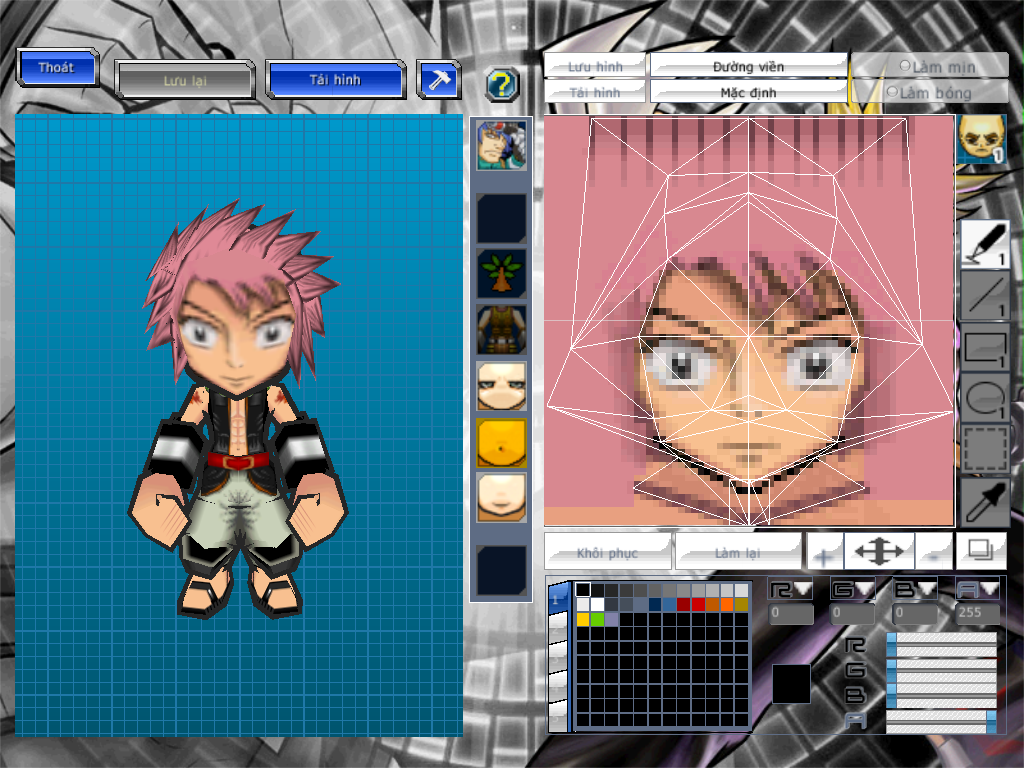 Thoát
Lưu lại
Tải hình
?
Lưu hình
Đường viền
Làm mịn
Tải hình
Mặc định
Làm bóng
1
1
1
1
1
Khôi phục
Làm lại
+
-
1
R
G
B
A
0
0
0
255
R
G
B
A